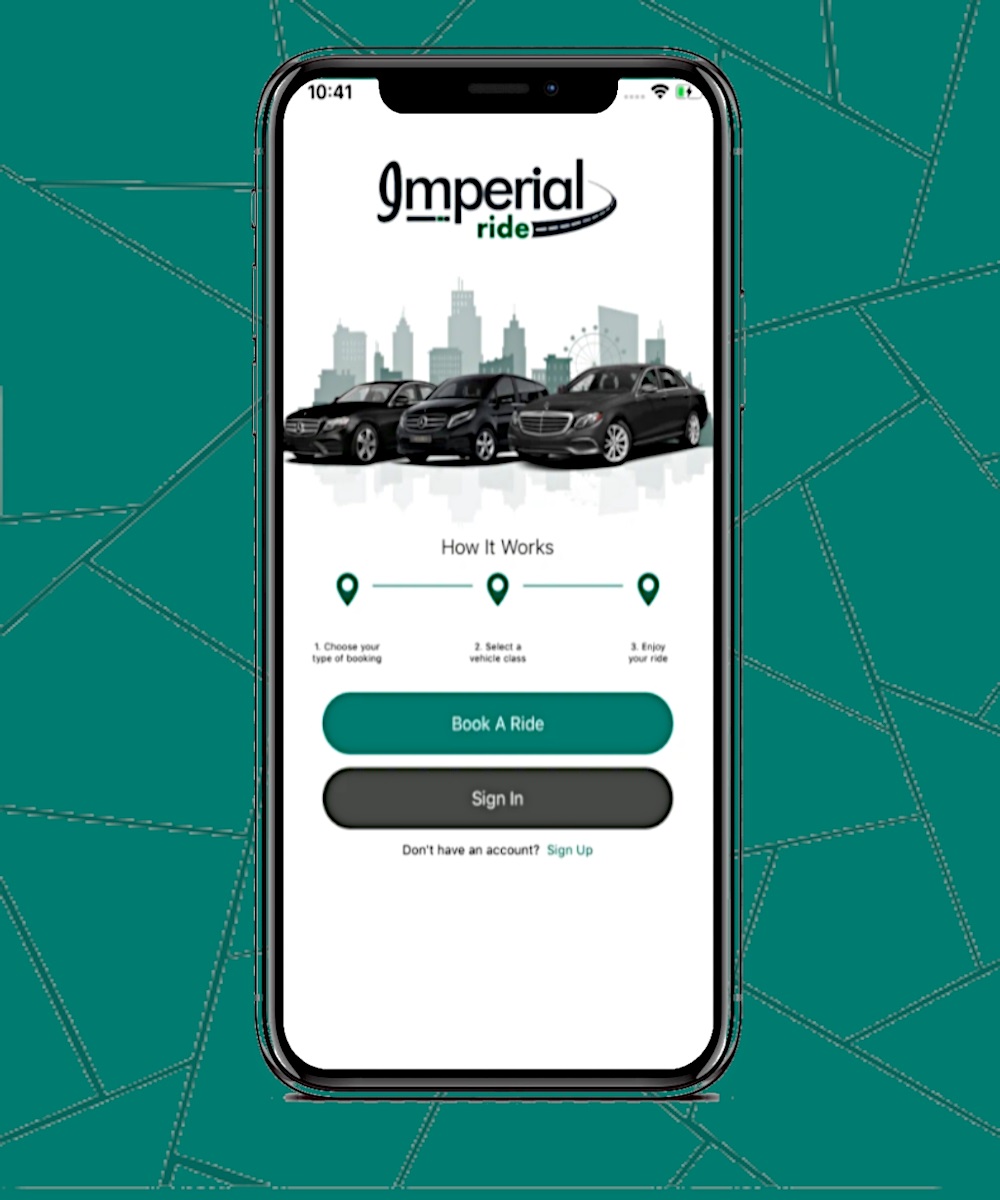 10:41
Imperial
ride
How It Works
1. Choose your
type of booking
2. Select a
vehicle class
3. Enjoy
your ride
Book A Ride
Sign In
Don't have an account? Sign Up